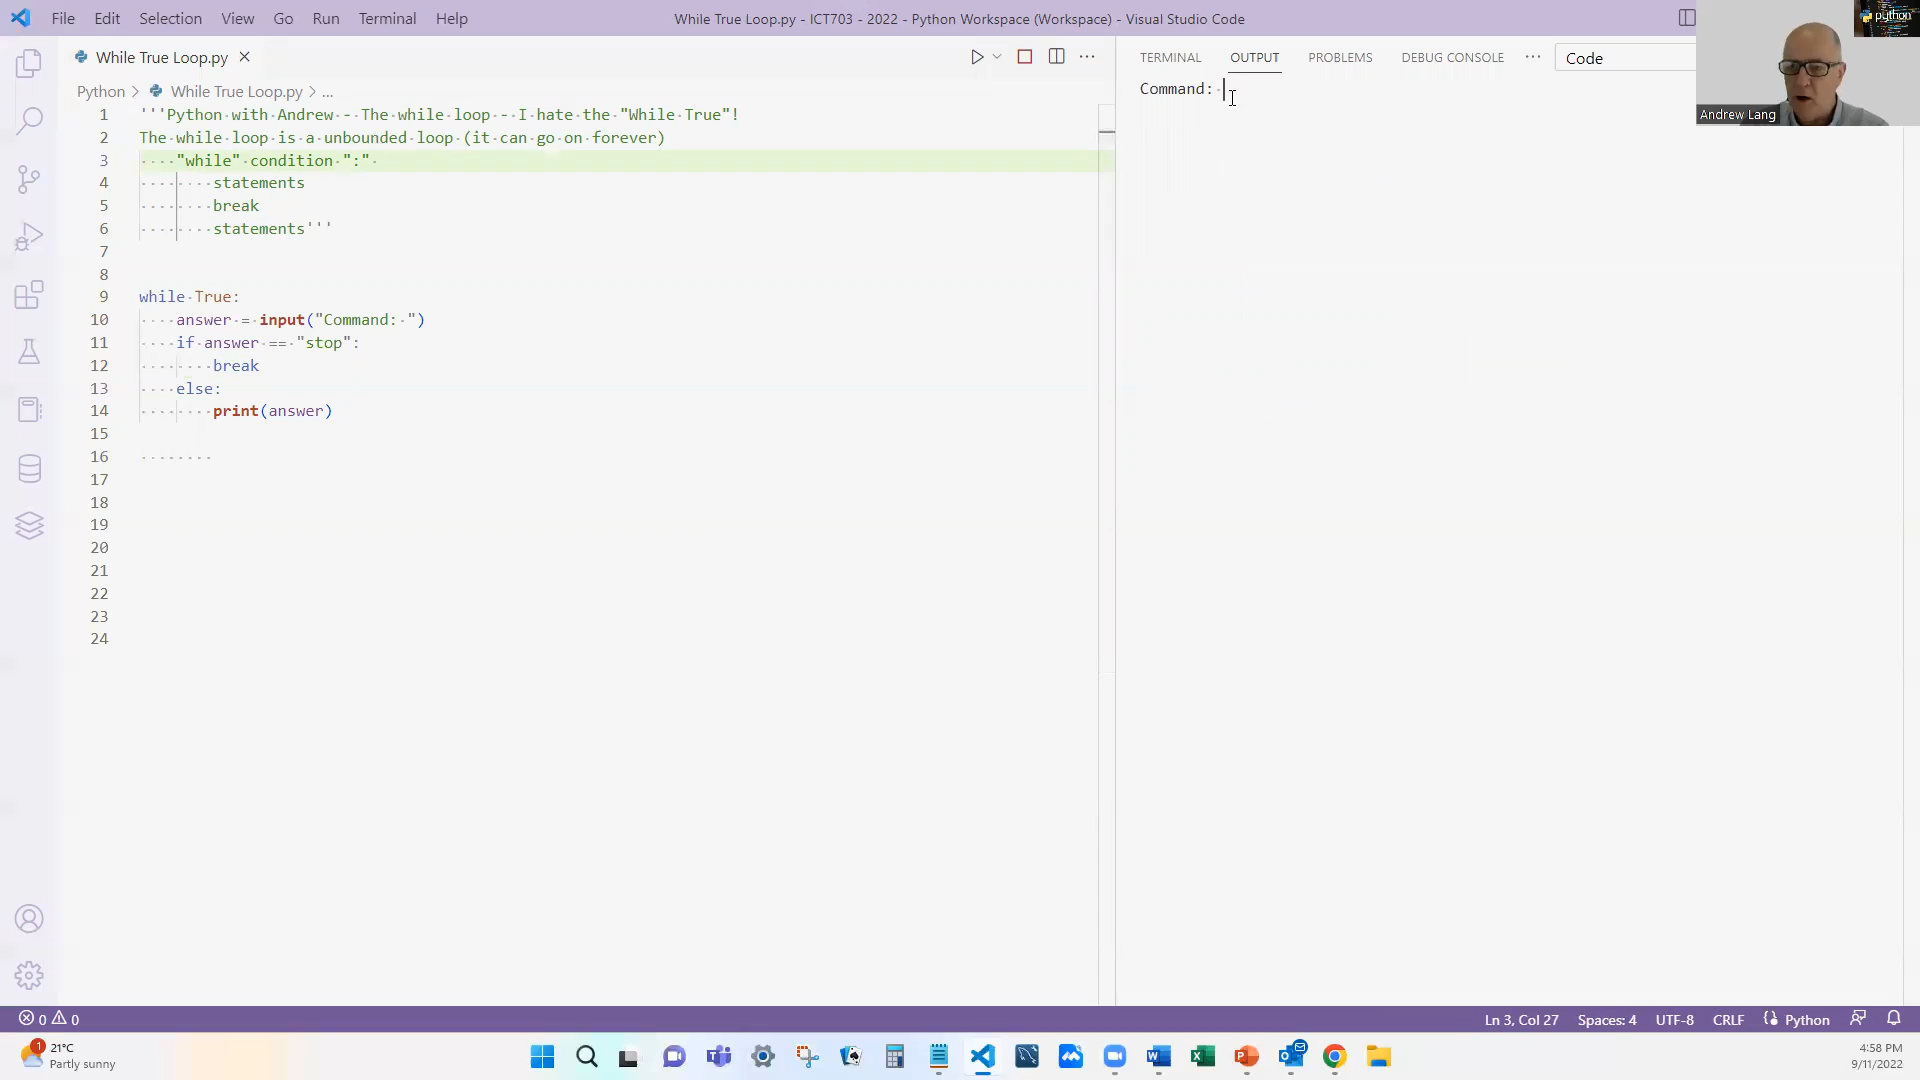 File Edit Selection View Go Run Terminal Help
While True Loop.py - ICT703 - 2022 - Python Workspace (Workspace) - Visual Studio Code
python
While True Loop.py
TERMINAL OUTPUT PROBLEMS DEBUG CONSOLE ... Code
Andrew Lang
Python > While True Loop.py > ...
Command:
1 '''Python with Andrew - The while loop - I hate the "While True"!
2 The while loop is a unbounded loop (it can go on forever)
3 "while" condition ":"
4 statements
5 break
6 statements'''
7
8
9 while True:
10 answer = input("Command: ")
11 if answer == "stop":
12 break
13 else:
14 print(answer)
15
16
17
18
19
20
21
22
23
24
0 0
Ln 3, Col 27 Spaces: 4 UTF-8 CRLF Python
1
21°C
Partly sunny
4:58 PM
9/11/2022